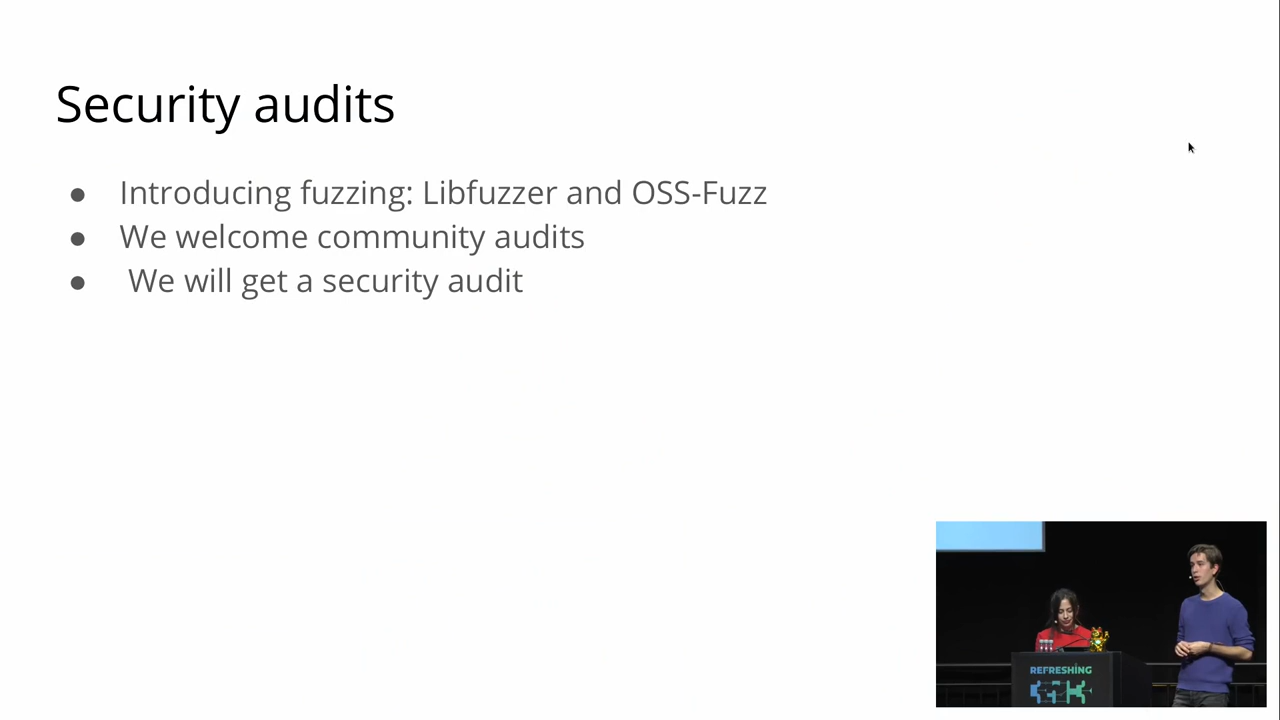 Security audits
● Introducing fuzzing: Libfuzzer and OSS-Fuzz
● We welcome community audits
● We will get a security audit
REFRESHING